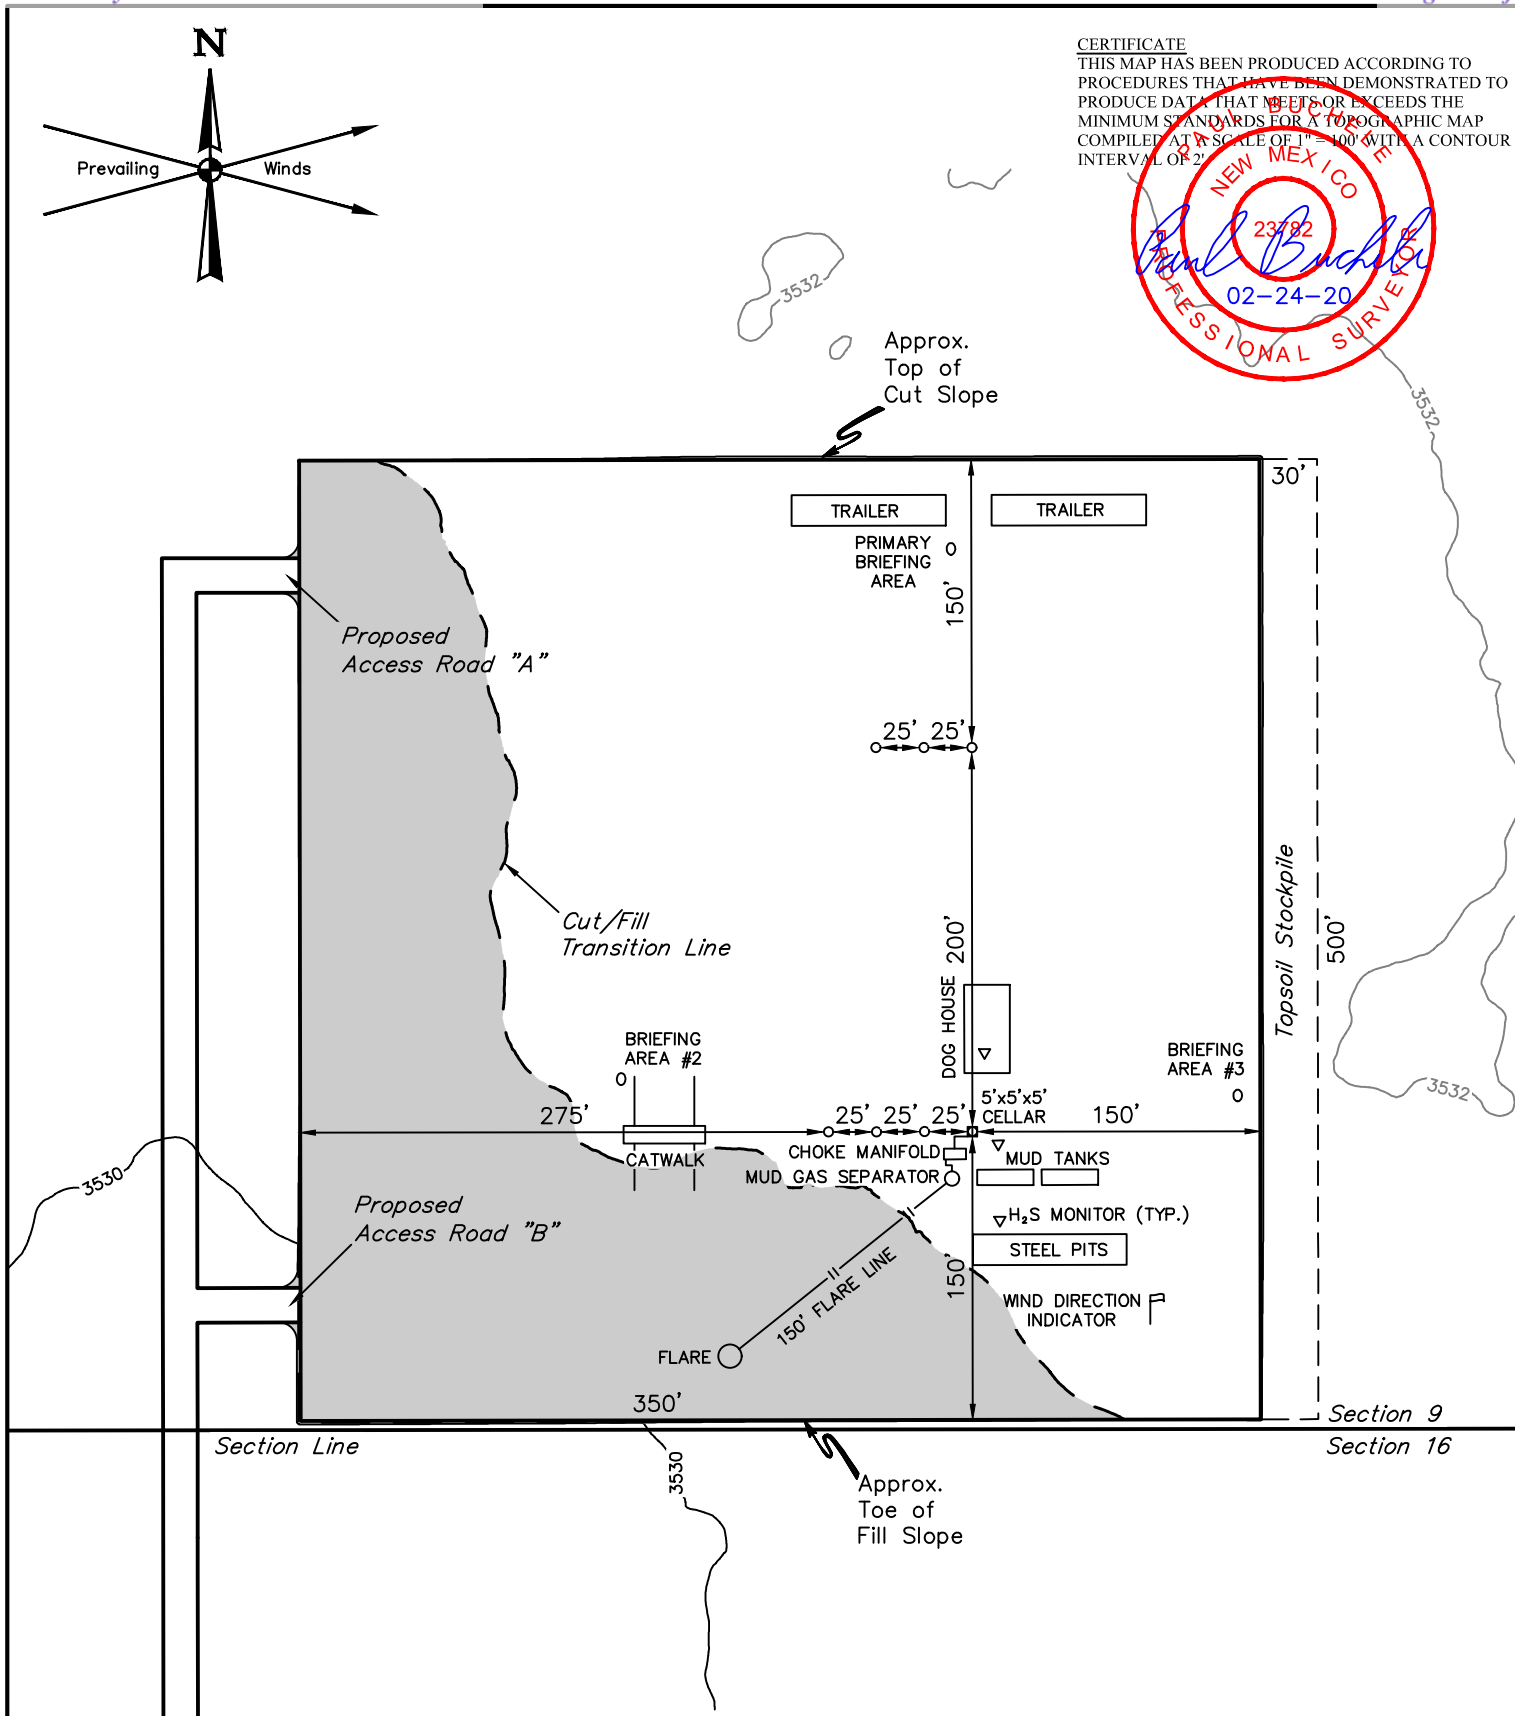 N
Prevailing
Winds
CERTIFICATE
THIS MAP HAS BEEN PRODUCED ACCORDING TO
PROCEDURES THAT HAVE BEEN DEMONSTRATED TO
PRODUCE DATA THAT MEETS OR EXCEEDS THE
MINIMUM STANDARDS FOR A TOPOGRAPHIC MAP
COMPILED AT A SCALE OF 1" = 100' WITH A CONTOUR
INTERVAL OF 2'.
PAUL BUCHELE
NEW MEXICO
23782
Paul Buchele
02-24-20
PROFESSIONAL SURVEYOR
3532
Approx.
Top of
Cut Slope
3532
30'
TRAILER
TRAILER
PRIMARY
BRIEFING
AREA
150'
Proposed
Access Road "A"
25'
25'
Cut/Fill
Transition Line
200'
Topsoil Stockpile
500'
DOG HOUSE
BRIEFING
AREA #2
BRIEFING
AREA #3
3532
5'x5'x5'
CELLAR
275'
25'
25'
25'
150'
CHOKE MANIFOLD
CATWALK
MUD TANKS
MUD GAS SEPARATOR
3530
Proposed
Access Road "B"
H₂S MONITOR (TYP.)
STEEL PITS
150'
150' FLARE LINE
WIND DIRECTION
INDICATOR
FLARE
350'
Section 9
Section Line
Section 16
3530
Approx.
Toe of
Fill Slope